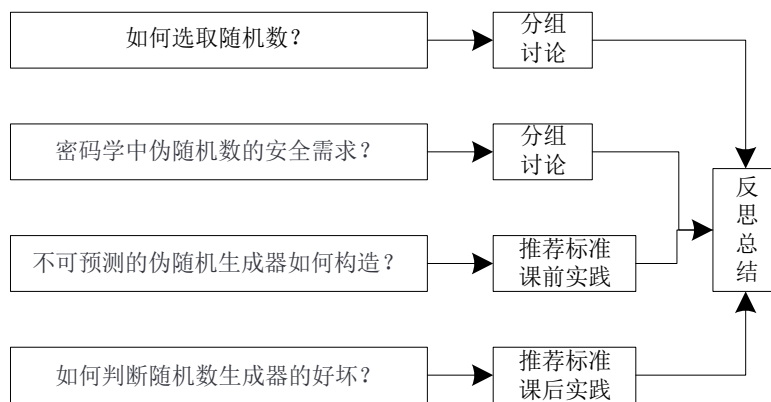 如何选取随机数？
分组
讨论
密码学中伪随机数的安全需求？
分组
讨论
不可预测的伪随机生成器如何构造？
推荐标准
课前实践
如何判断随机数生成器的好坏？
推荐标准
课后实践
反
思
总
结